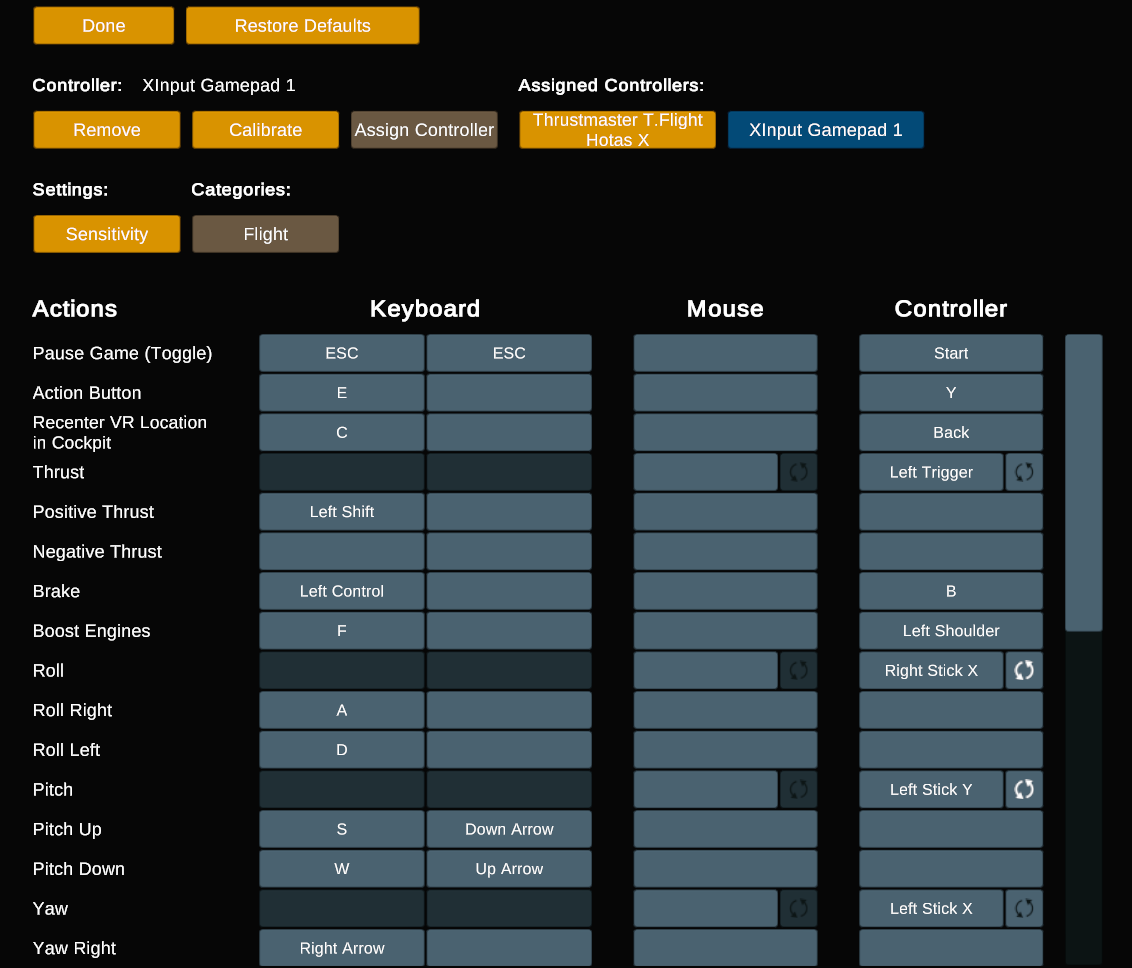 Done Restore Defaults
Controller: XInput Gamepad 1 Assigned Controllers:
Remove Calibrate Assign Controller Thrustmaster T.Flight
Hotas X XInput Gamepad 1
Settings: Categories:
Sensitivity Flight
Actions Keyboard Mouse Controller
Pause Game (Toggle) ESC ESC Start
Action Button E Y
Recenter VR Location
in Cockpit C Back
Thrust Left Trigger
Positive Thrust Left Shift
Negative Thrust
Brake Left Control B
Boost Engines F Left Shoulder
Roll Right Stick X
Roll Right A
Roll Left D
Pitch Left Stick Y
Pitch Up S Down Arrow
Pitch Down W Up Arrow
Yaw Left Stick X
Yaw Right Right Arrow